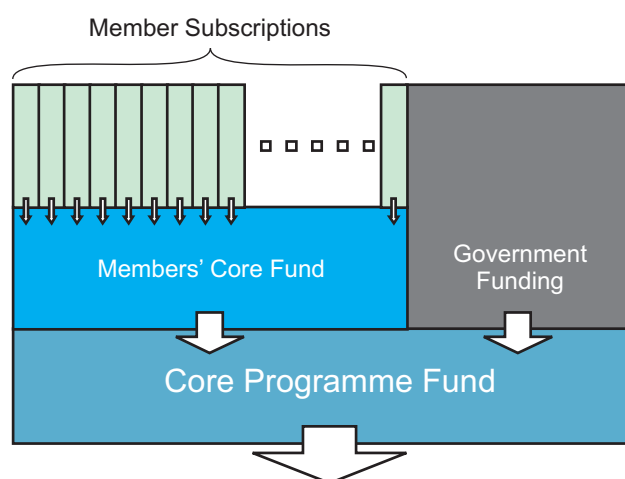 Member Subscriptions
Members’ Core Fund
Government
Funding
Core Programme Fund